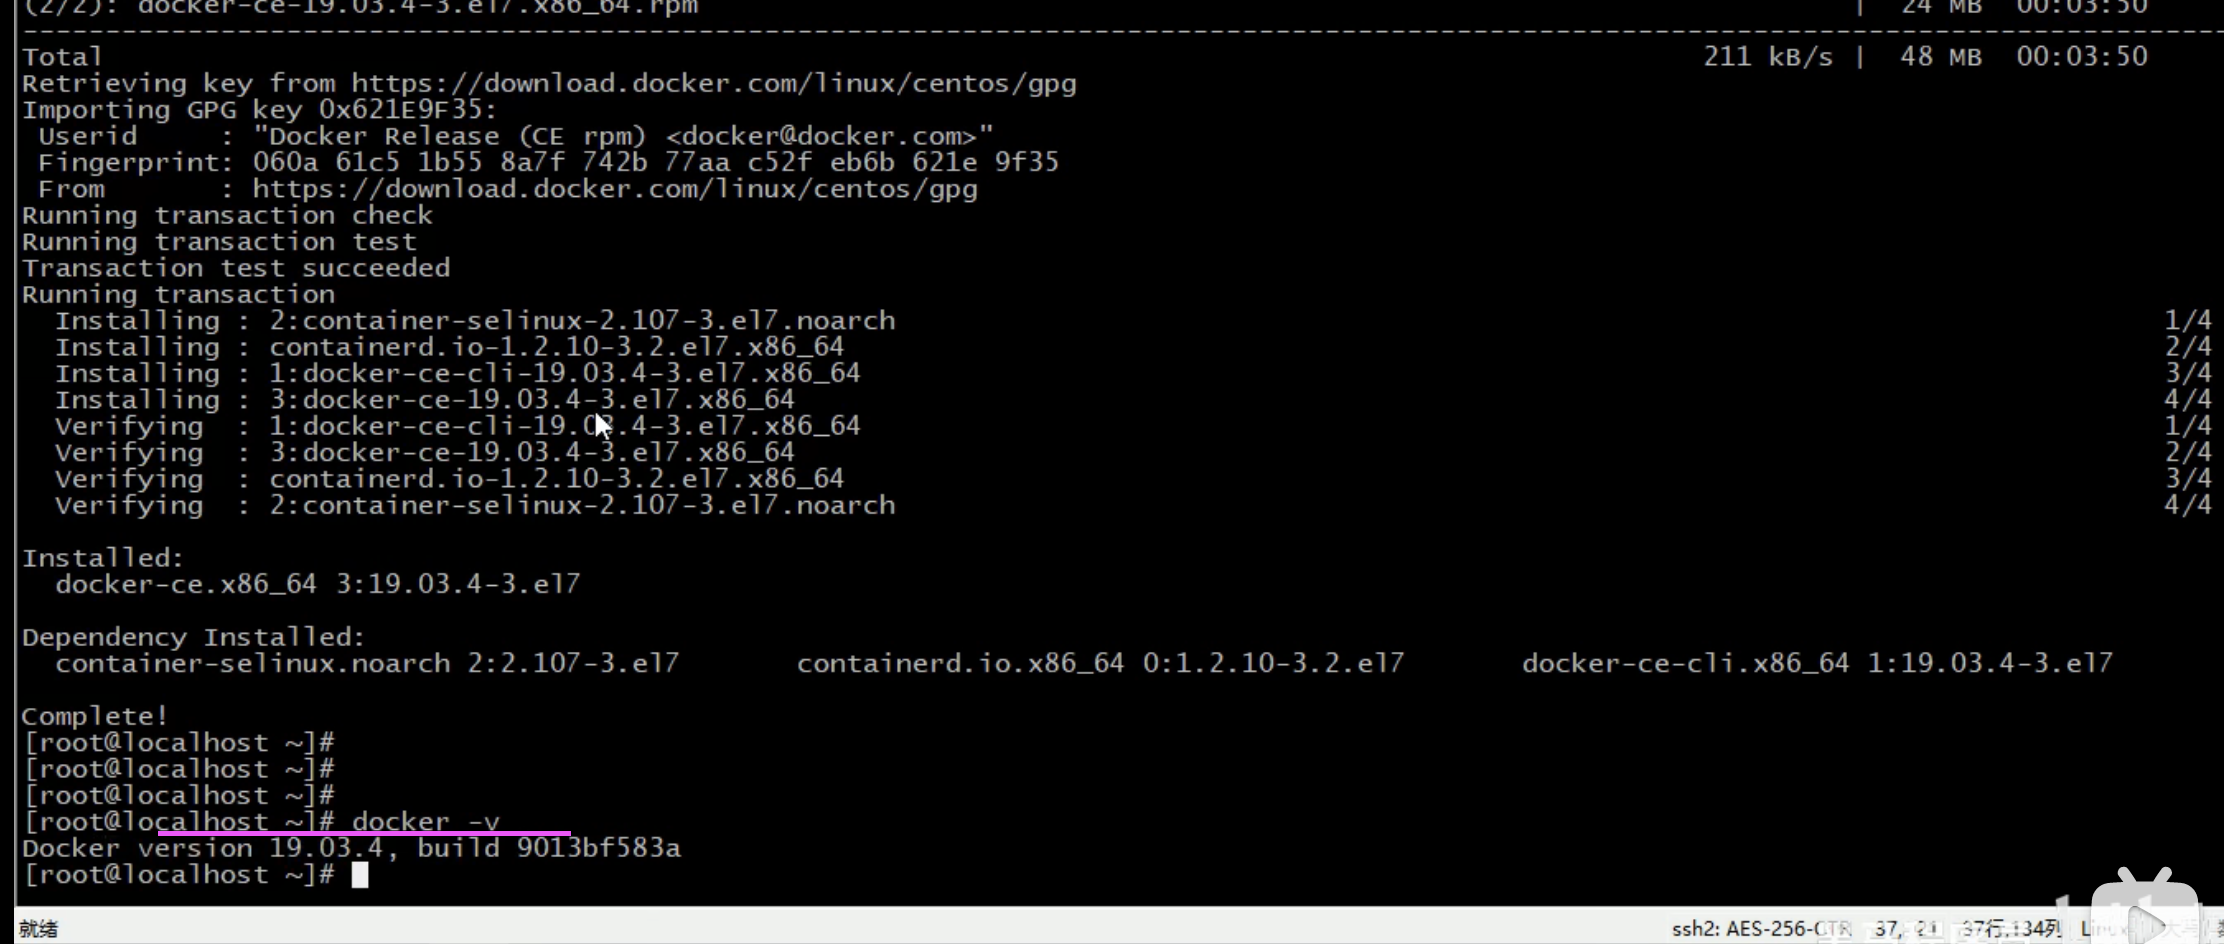 (2/2): docker-ce-19.03.4-3.el7.x86_64.rpm | 24 MB 00:03:50
--------------------------------------------------------------------------------
Total 211 kB/s | 48 MB 00:03:50
Retrieving key from https://download.docker.com/linux/centos/gpg
Importing GPG key 0x621E9F35:
Userid : "Docker Release (CE rpm) <docker@docker.com>"
Fingerprint: 060a 61c5 1b55 8a7f 742b 77aa c52f eb6b 621e 9f35
From : https://download.docker.com/linux/centos/gpg
Running transaction check
Running transaction test
Transaction test succeeded
Running transaction
Installing : 2:container-selinux-2.107-3.el7.noarch 1/4
Installing : containerd.io-1.2.10-3.2.el7.x86_64 2/4
Installing : 1:docker-ce-cli-19.03.4-3.el7.x86_64 3/4
Installing : 3:docker-ce-19.03.4-3.el7.x86_64 4/4
Verifying : 1:docker-ce-cli-19.03.4-3.el7.x86_64 1/4
Verifying : 3:docker-ce-19.03.4-3.el7.x86_64 2/4
Verifying : containerd.io-1.2.10-3.2.el7.x86_64 3/4
Verifying : 2:container-selinux-2.107-3.el7.noarch 4/4
Installed:
docker-ce.x86_64 3:19.03.4-3.el7
Dependency Installed:
container-selinux.noarch 2:2.107-3.el7 containerd.io.x86_64 0:1.2.10-3.2.el7 docker-ce-cli.x86_64 1:19.03.4-3.el7
Complete!
[root@localhost ~]#
[root@localhost ~]#
[root@localhost ~]#
[root@localhost ~]# docker -v
Docker version 19.03.4, build 9013bf583a
[root@localhost ~]#
就绪 ssh2: AES-256-CTR 37, 21 37行,134列